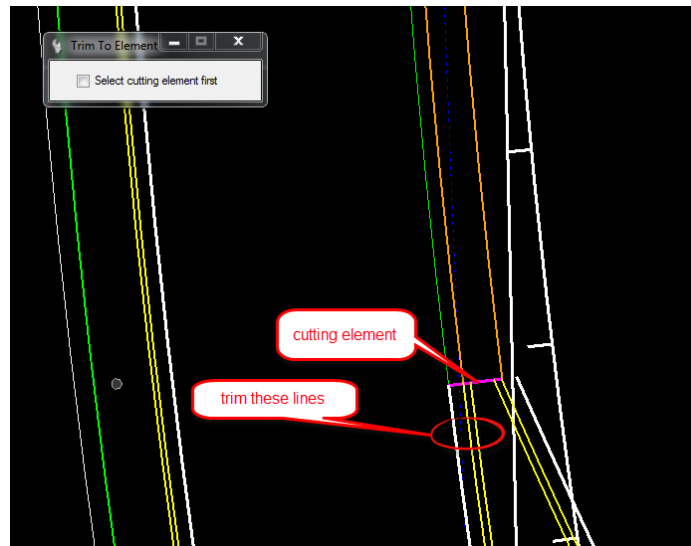 Trim To Element
Select cutting element first
cutting element
trim these lines